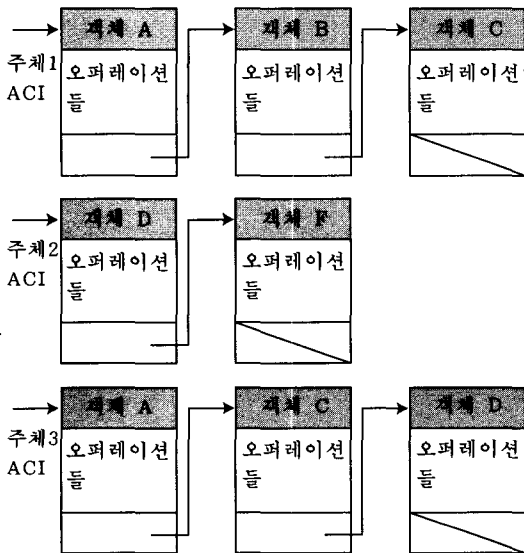 객체 A 객체 B 객체 C
주체1
ACI
오퍼레이션
들
오퍼레이션
들
오퍼레이션
들
객체 D 객체 F
주체2
ACI
오퍼레이션
들
오퍼레이션
들
객체 A 객체 C 객체 D
주체3
ACI
오퍼레이션
들
오퍼레이션
들
오퍼레이션
들